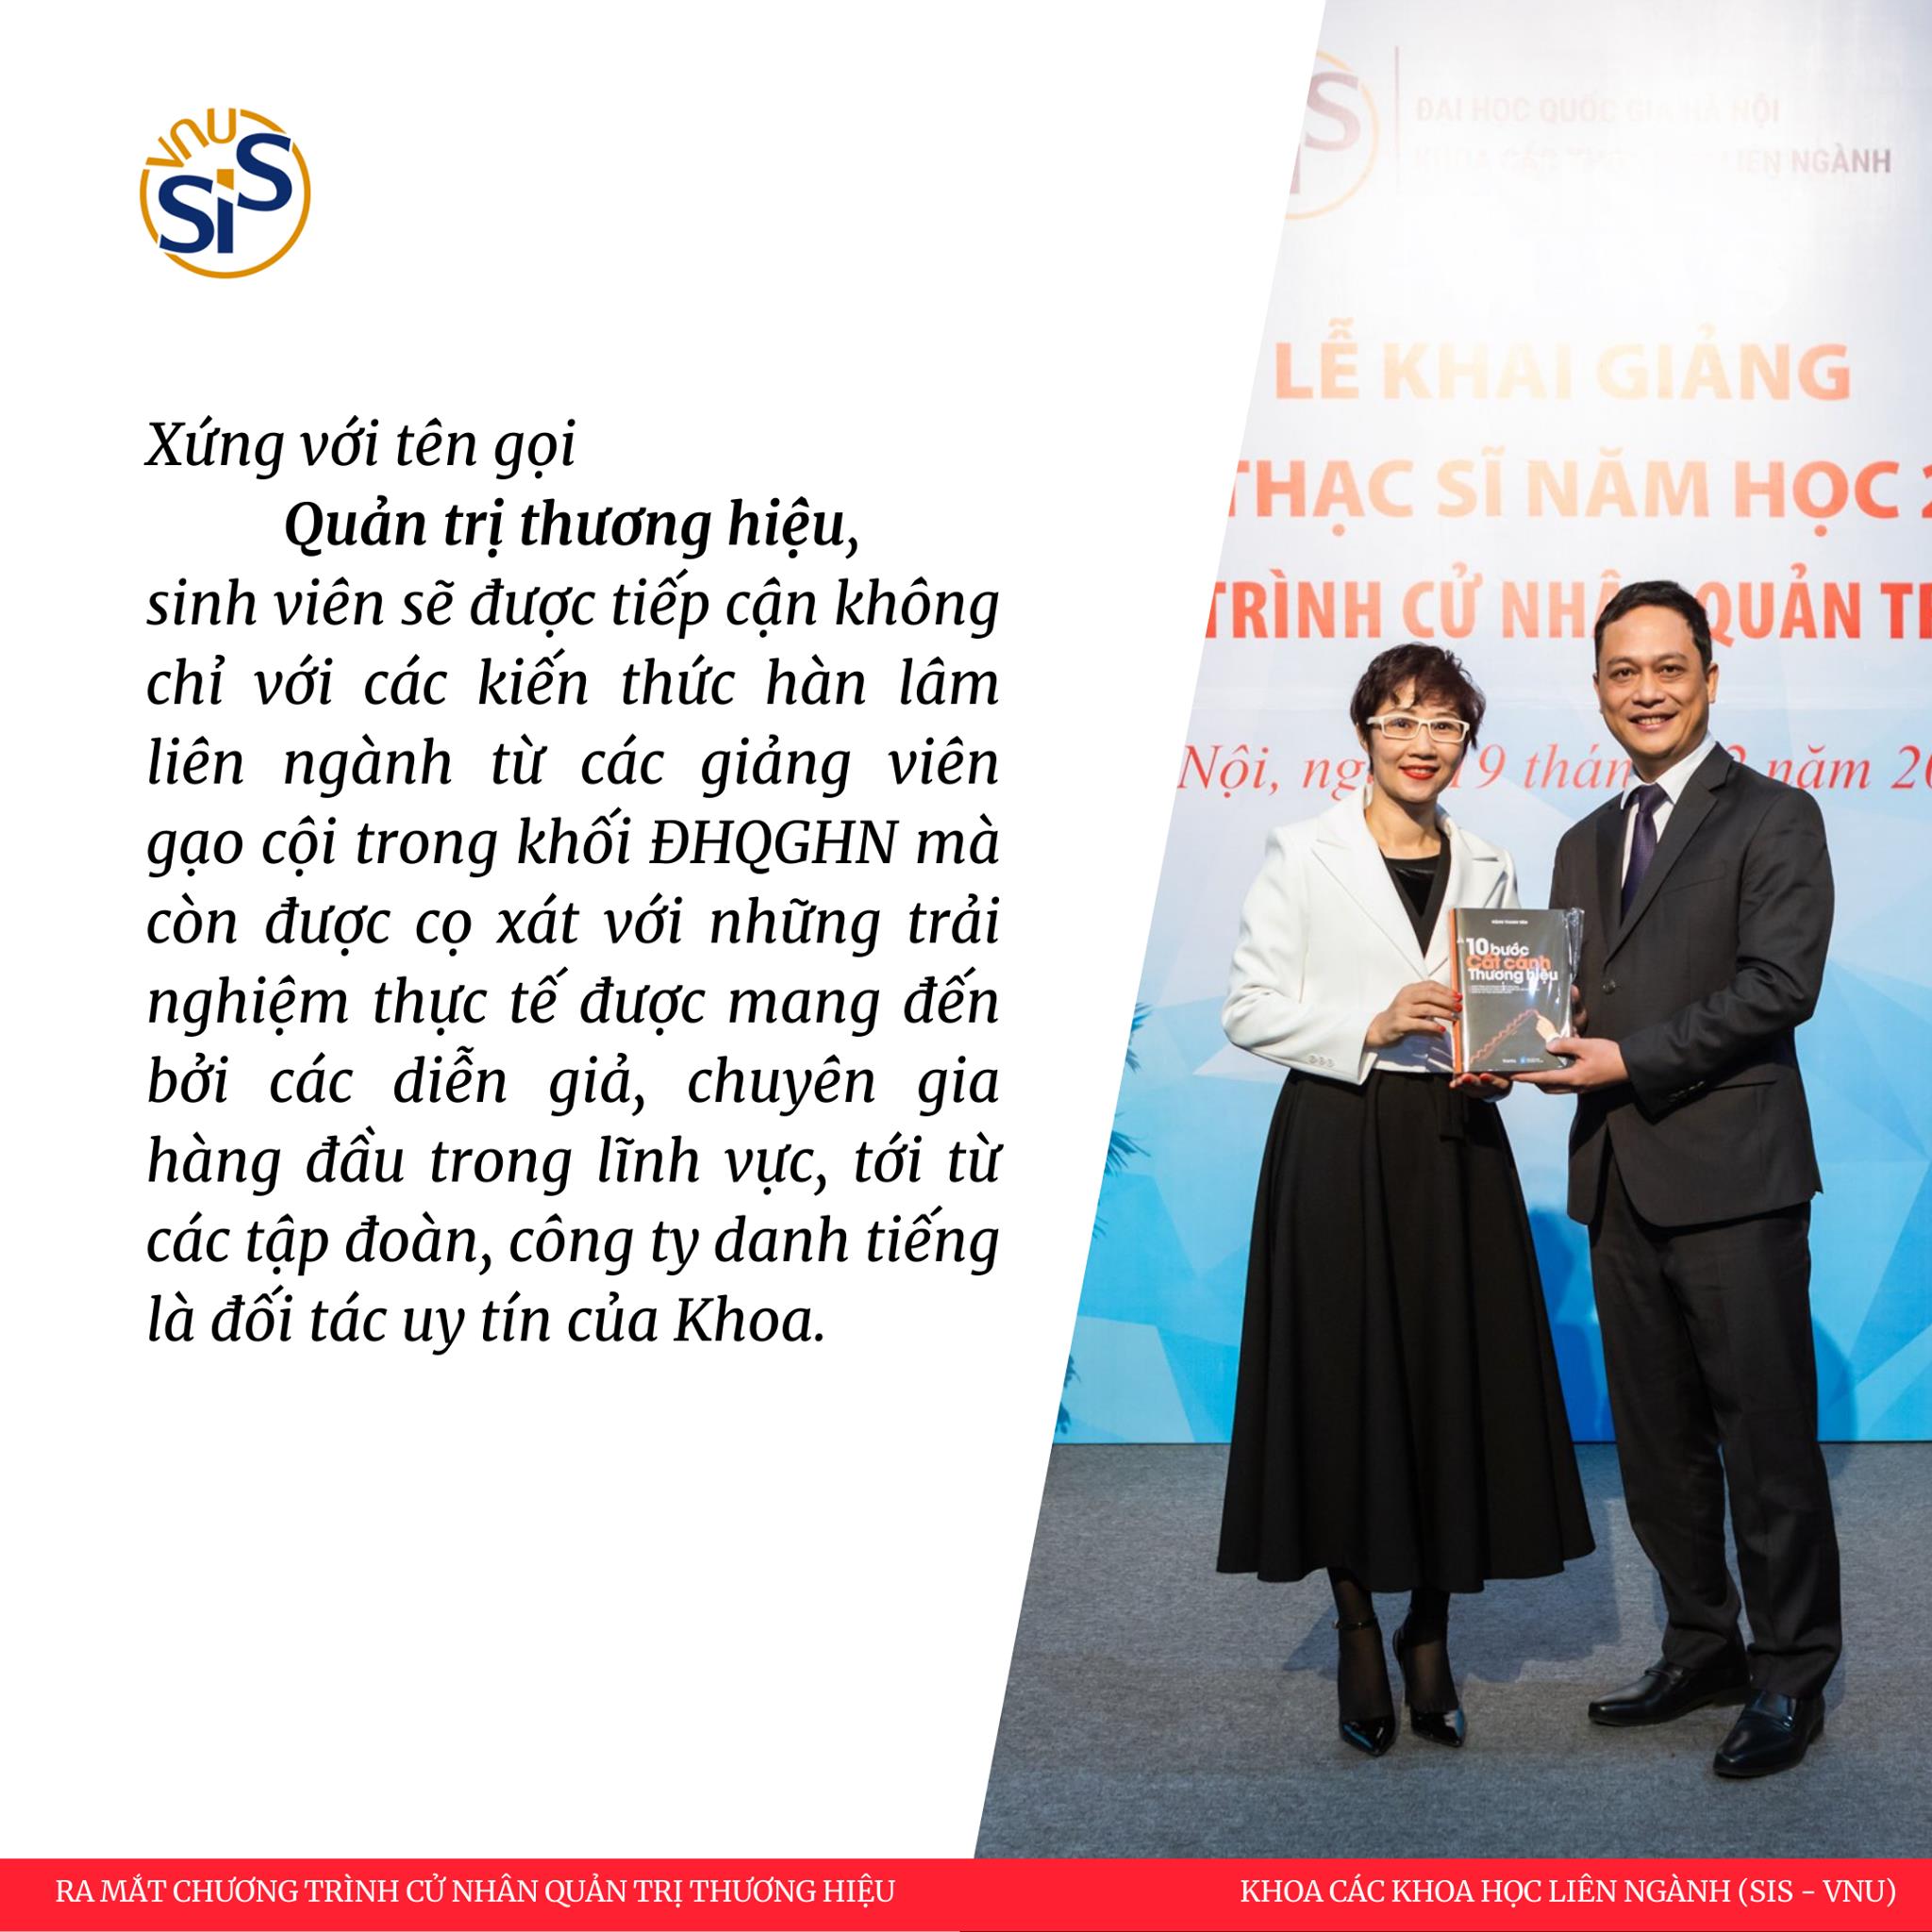 VNU
SiS
Xứng với tên gọi
Quản trị thương hiệu,
sinh viên sẽ được tiếp cận không
chỉ với các kiến thức hàn lâm
liên ngành từ các giảng viên
gạo cội trong khối ĐHQGHN mà
còn được cọ xát với những trải
nghiệm thực tế được mang đến
bởi các diễn giả, chuyên gia
hàng đầu trong lĩnh vực, tới từ
các tập đoàn, công ty danh tiếng
là đối tác uy tín của Khoa.
ĐẠI HỌC QUỐC GIA HÀ NỘI
LIÊN NGÀNH
LỄ KHAI GIẢNG
THẠC SĨ NĂM HỌC 2
TRÌNH CỬ NHÂN QUẢN TR
Nội, ng 19 thán 2 năm 20
10 bước
Cất cánh
Thương hiệu
RA MẮT CHƯƠNG TRÌNH CỬ NHÂN QUẢN TRỊ THƯƠNG HIỆU
KHOA CÁC KHOA HỌC LIÊN NGÀNH (SIS - VNU)